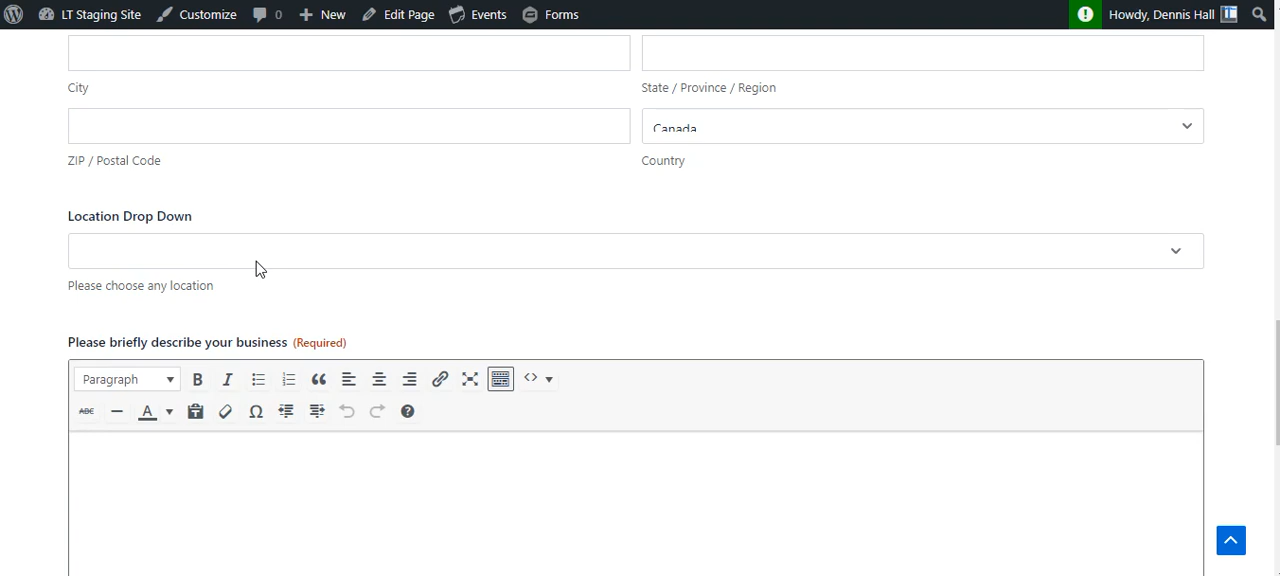 LT Staging Site Customize 0 New Edit Page Events Forms Howdy, Dennis Hall
City State / Province / Region
Canada
ZIP / Postal Code Country
Location Drop Down
Please choose any location
Please briefly describe your business (Required)
Paragraph B I
ABC A T Ω